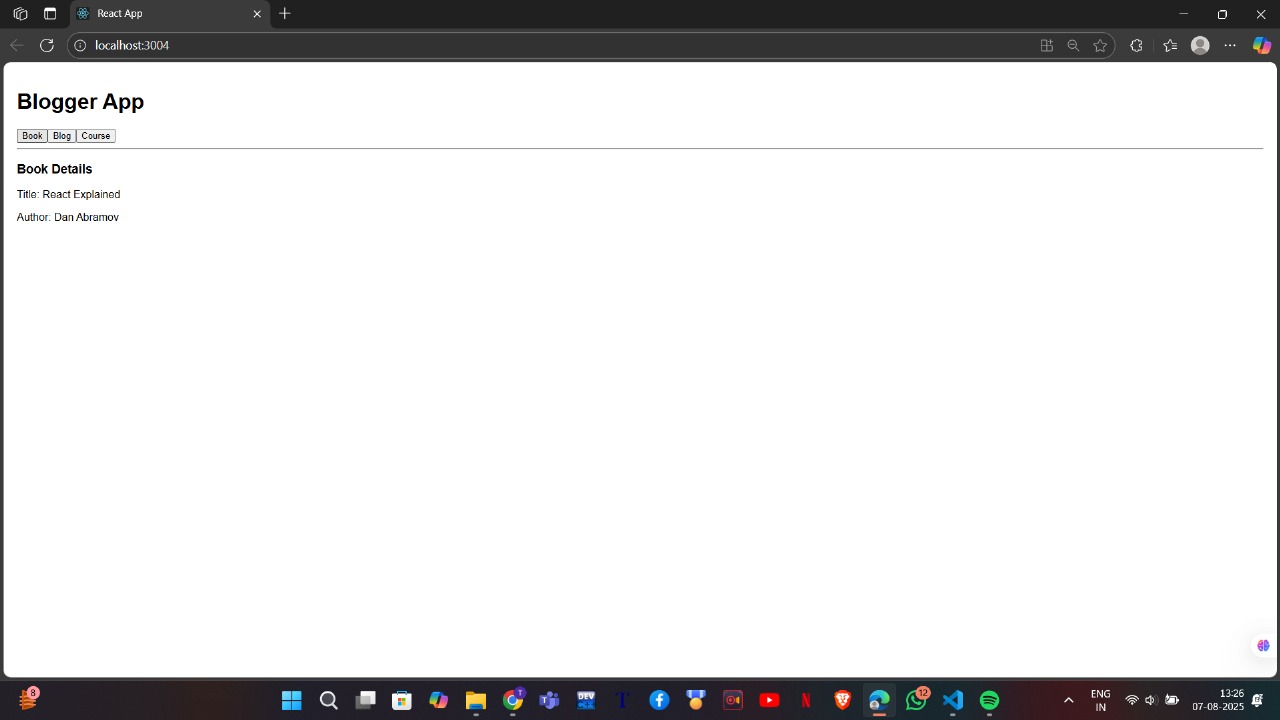 React App
localhost:3004
Blogger App
Book Blog Course
Book Details
Title: React Explained
Author: Dan Abramov
8
T
DEV
T
N
12
ENG
IN
13:26
07-08-2025